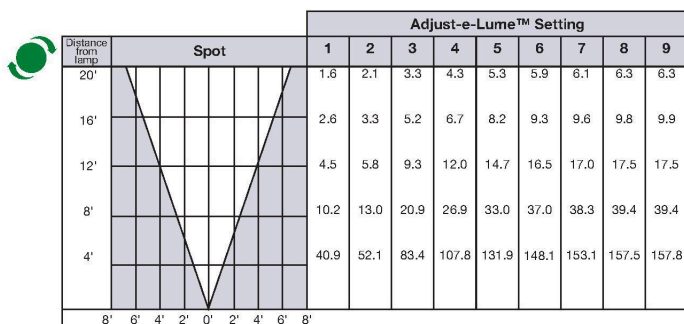 Adjust-e-Lume™ Setting
Distance from lamp Spot 1 2 3 4 5 6 7 8 9
20' 1.6 2.1 3.3 4.3 5.3 5.9 6.1 6.3 6.3
16' 2.6 3.3 5.2 6.7 8.2 9.3 9.6 9.8 9.9
12' 4.5 5.8 9.3 12.0 14.7 16.5 17.0 17.5 17.5
8' 10.2 13.0 20.9 26.9 33.0 37.0 38.3 39.4 39.4
4' 40.9 52.1 83.4 107.8 131.9 148.1 153.1 157.5 157.8
8' 6' 4' 2' 0' 2' 4' 6' 8'